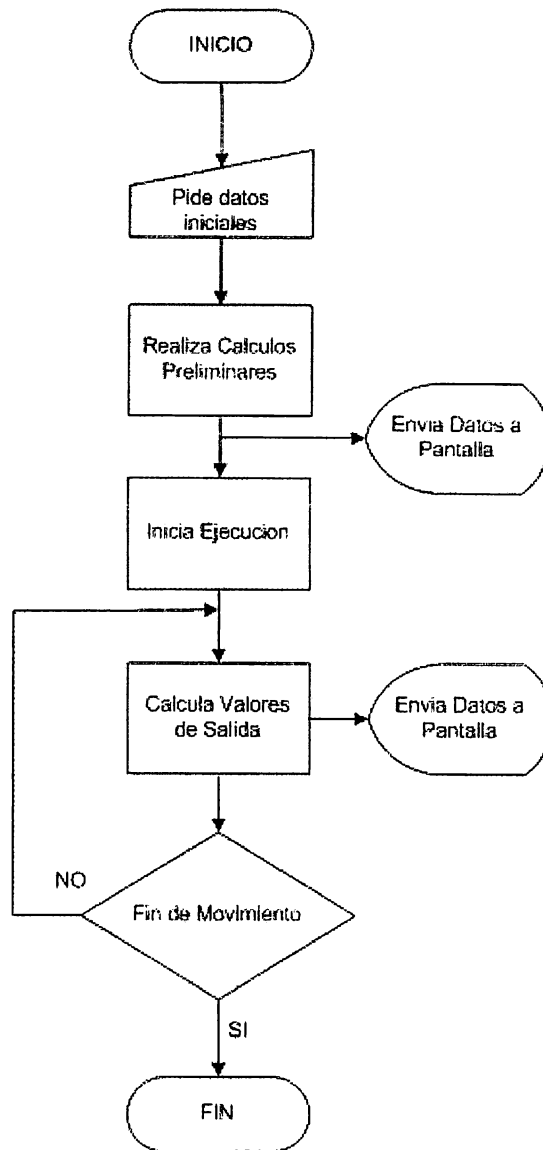 INICIO
Pide datos
iniciales
Realiza Calculos
Preliminares
Envia Datos a
Pantalla
Inicia Ejecucion
Calcula Valores
de Salida
Envia Datos a
Pantalla
NO
Fin de Movimiento
SI
FIN